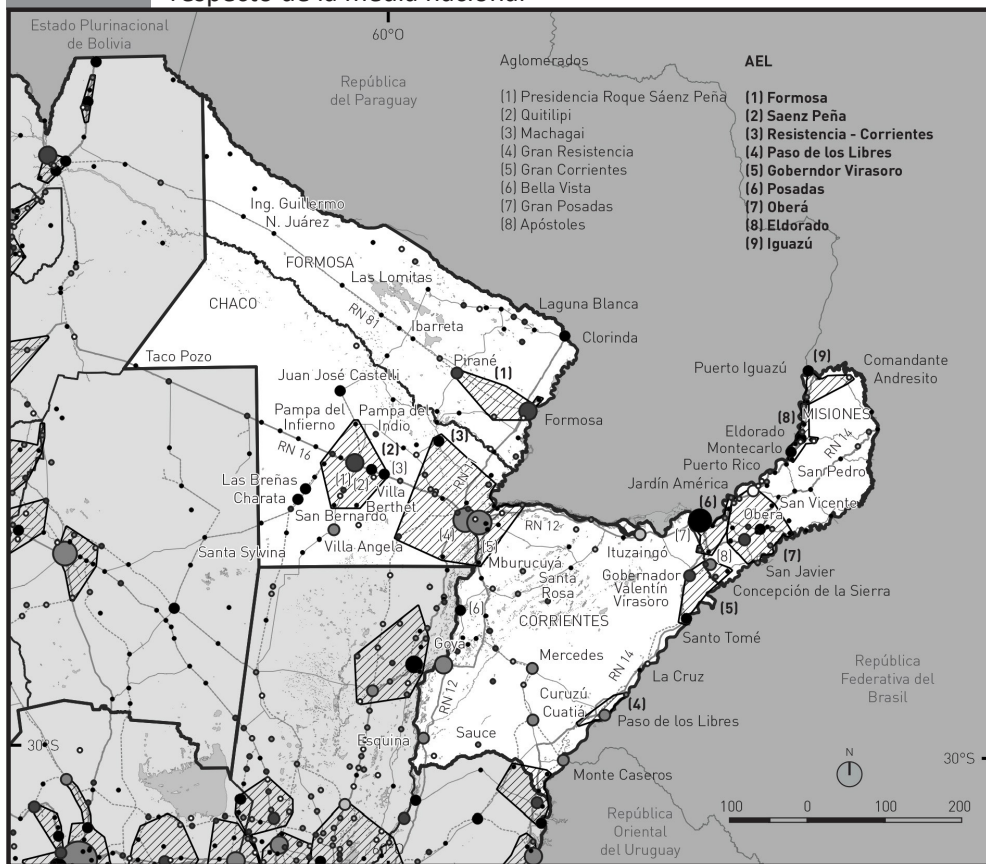 respecto de la media nacional
60°O
Estado Plurinacional
de Bolivia
República
del Paraguay
Aglomerados
(1) Presidencia Roque Sáenz Peña
(2) Quitilipi
(3) Machagai
(4) Gran Resistencia
(5) Gran Corrientes
(6) Bella Vista
(7) Gran Posadas
(8) Apóstoles
AEL
(1) Formosa
(2) Saenz Peña
(3) Resistencia - Corrientes
(4) Paso de los Libres
(5) Goberndor Virasoro
(6) Posadas
(7) Oberá
(8) Eldorado
(9) Iguazú
Ing. Guillermo
N. Juárez
FORMOSA
Las Lomitas
CHACO
RN 81
Ibarreta
Laguna Blanca
Clorinda
Taco Pozo
Pirané
(1)
Juan José Castelli
Formosa
Puerto Iguazú
(9)
Comandante
Andresito
Pampa del
Infierno
Pampa del
Indio
(2)
(3)
(8)
MISIONES
RN 14
Eldorado
Montecarlo
Puerto Rico
San Pedro
RN 16
RN 11
Las Breñas
Charata
(1)
(2)
(3)
Villa
Berthet
Jardín América
(6)
San Vicente
Oberá
San Bernardo
(4)
(5)
RN 12
(7)
(8)
(7)
Santa Sylvina
Villa Angela
Mburucuyá
Ituzaingó
San Javier
Santa
Rosa
Gobernador
Valentín
Virasoro
Concepción de la Sierra
(5)
(6)
CORRIENTES
Santo Tomé
Goya
Mercedes
RN 14
La Cruz
República
Federativa del
Brasil
RN 12
Curuzú
Cuatiá
(4)
Paso de los Libres
30°S
Esquina
Sauce
30°S
Monte Caseros
N
República
Oriental
del Uruguay
100 0 100 200